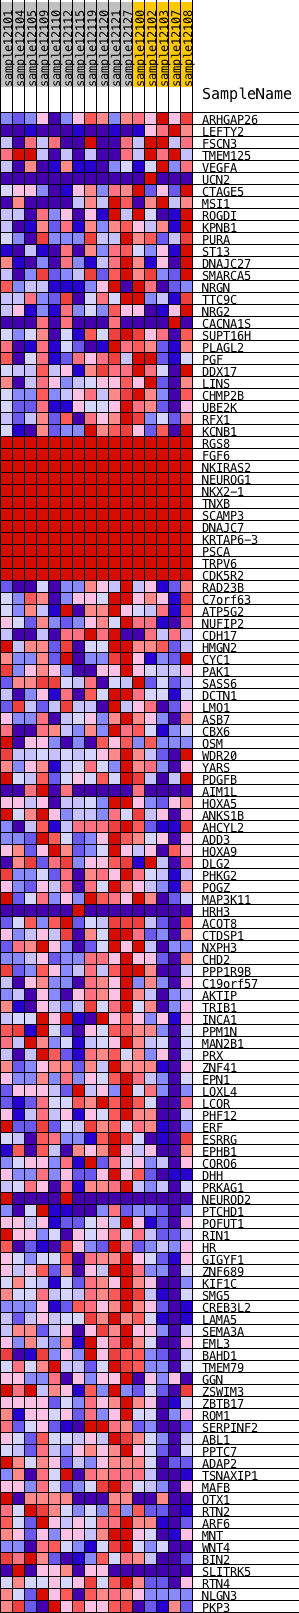 sample12101
sample12104
sample12105
sample12109
sample12110
sample12112
sample12115
sample12119
sample12120
sample12121
sample12127
sample12100
sample12102
sample12103
sample12107
sample12108
SampleName
ARHGAP26
LEFTY2
FSCN3
TMEM125
VEGFA
UCN2
CTAGE5
MSI1
ROGDI
KPNB1
PURA
ST13
DNAJC27
SMARCA5
NRGN
TTC9C
NRG2
CACNA1S
SUPT16H
PLAGL2
PGF
DDX17
LINS
CHMP2B
UBE2K
RFX1
KCNB1
RGS8
FGF6
NKIRAS2
NEUROG1
NKX2-1
TNXB
SCAMP3
DNAJC7
KRTAP6-3
PSCA
TRPV6
CDK5R2
RAD23B
C7orf63
ATP5G2
NUFIP2
CDH17
HMGN2
CYC1
PAK1
SASS6
DCTN1
LMO1
ASB7
CBX6
OSM
WDR20
YARS
PDGFB
AIM1L
HOXA5
ANKS1B
AHCYL2
ADD3
HOXA9
DLG2
PHKG2
POGZ
MAP3K11
HRH3
ACOT8
CTDSP1
NXPH3
CHD2
PPP1R9B
C19orf57
AKTIP
TRIB1
INCA1
PPM1N
MAN2B1
PRX
ZNF41
EPN1
LOXL4
LCOR
PHF12
ERF
ESRRG
EPHB1
CORO6
DHH
PRKAG1
NEUROD2
PTCHD1
POFUT1
RIN1
HR
GIGYF1
ZNF689
KIF1C
SMG5
CREB3L2
LAMA5
SEMA3A
EML3
BAHD1
TMEM79
GGN
ZSWIM3
ZBTB17
ROM1
SERPINF2
ABL1
PPTC7
ADAP2
TSNAXIP1
MAFB
OTX1
RTN2
ARF6
MNT
WNT4
BIN2
SLITRK5
RTN4
NLGN3
PKP3